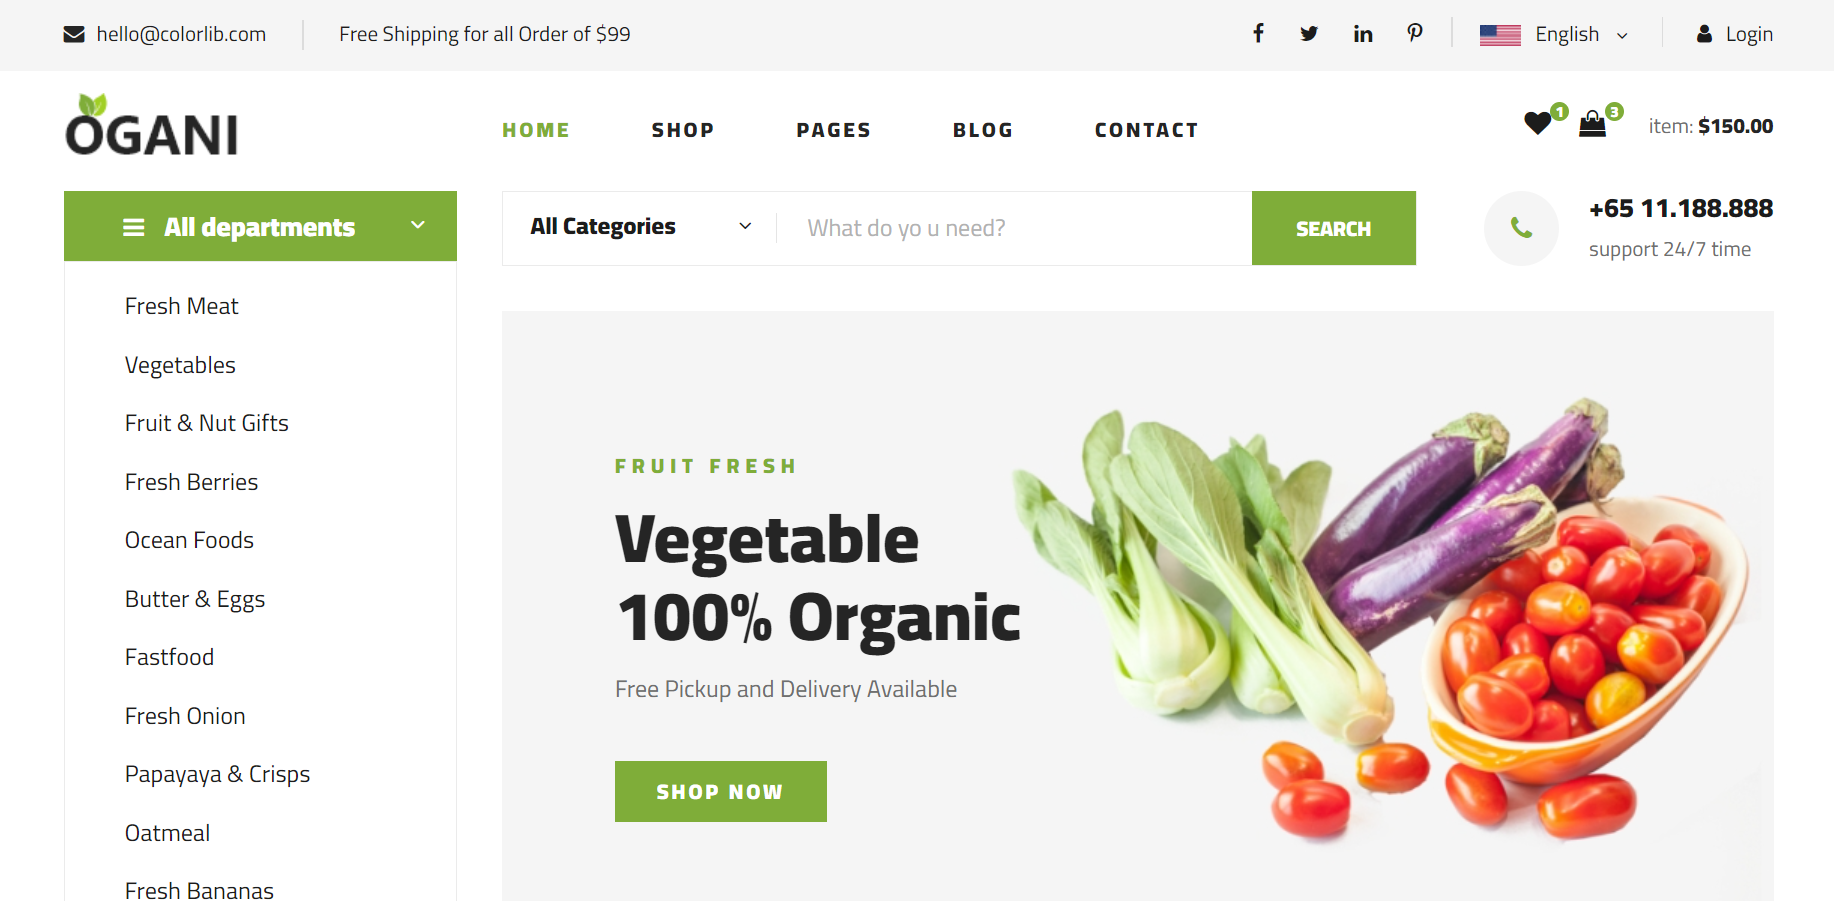 hello@colorlib.com
Free Shipping for all Order of $99
English
Login
OGANI
HOME
SHOP
PAGES
BLOG
CONTACT
1
3
item: $150.00
All departments
All Categories
What do yo u need?
SEARCH
+65 11.188.888
support 24/7 time
Fresh Meat
Vegetables
Fruit & Nut Gifts
Fresh Berries
Ocean Foods
Butter & Eggs
Fastfood
Fresh Onion
Papayaya & Crisps
Oatmeal
Fresh Bananas
FRUIT FRESH
Vegetable
100% Organic
Free Pickup and Delivery Available
SHOP NOW